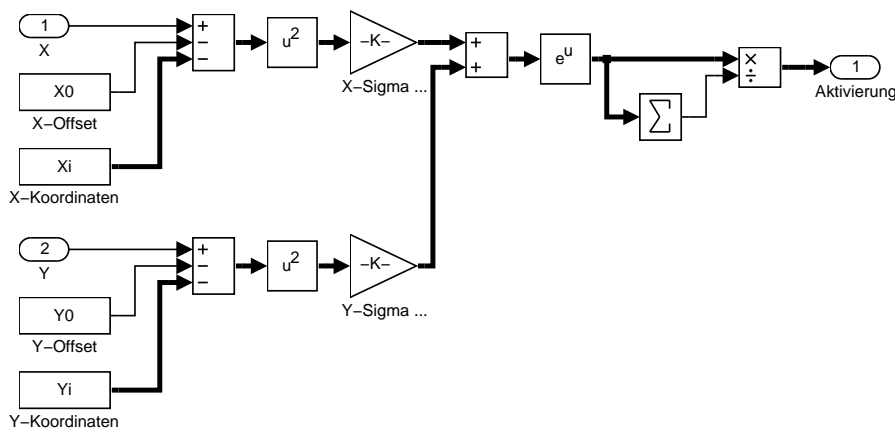 1
X
X0
X−Offset
Xi
X−Koordinaten
+
−
−
u²
−K−
X−Sigma ...
+
+
eᵘ
∑
×
÷
1
Aktivierung
2
Y
Y0
Y−Offset
Yi
Y−Koordinaten
+
−
−
u²
−K−
Y−Sigma ...